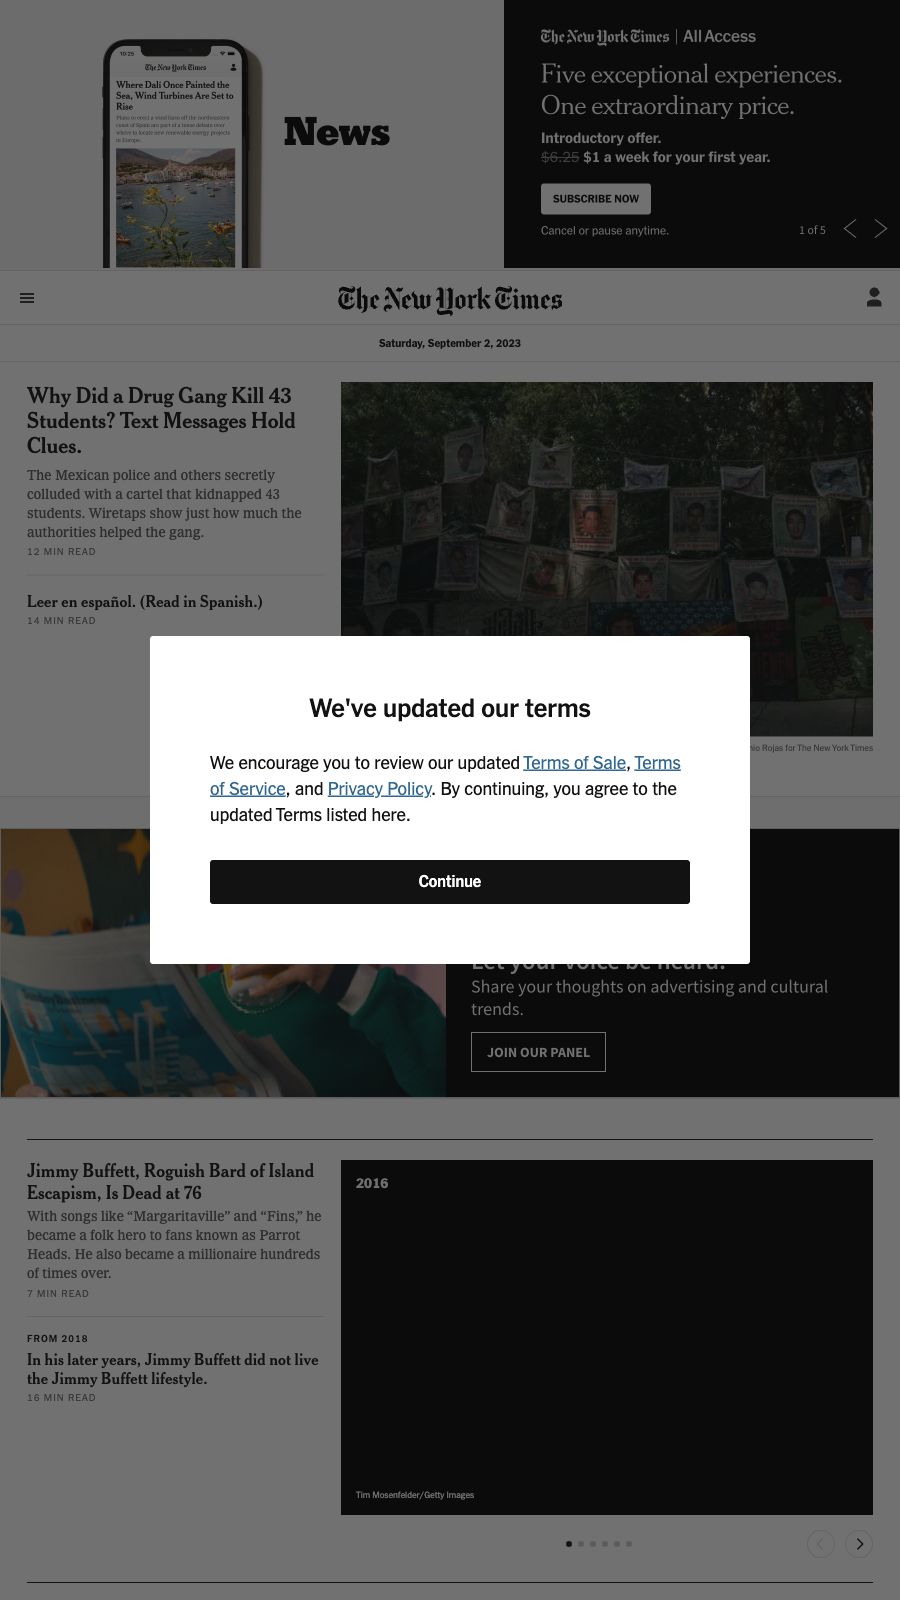 10:25
The New York Times
Where Dalí Once Painted the
Sea, Wind Turbines Are Set to
Rise
Plans to erect a wind farm off the northeastern
coast of Spain are part of a tense debate over
where to locate new renewable energy projects
in Europe.
News
The New York Times | All Access
Five exceptional experiences.
One extraordinary price.
Introductory offer.
$6.25 $1 a week for your first year.
SUBSCRIBE NOW
Cancel or pause anytime.
1 of 5
The New York Times
Saturday, September 2, 2023
Why Did a Drug Gang Kill 43
Students? Text Messages Hold
Clues.
The Mexican police and others secretly
colluded with a cartel that kidnapped 43
students. Wiretaps show just how much the
authorities helped the gang.
12 MIN READ
Leer en español. (Read in Spanish.)
14 MIN READ
Rojas for The New York Times
We've updated our terms
We encourage you to review our updated Terms of Sale, Terms
of Service, and Privacy Policy. By continuing, you agree to the
updated Terms listed here.
Continue
Let your voice be heard.
Share your thoughts on advertising and cultural
trends.
JOIN OUR PANEL
Jimmy Buffett, Roguish Bard of Island
Escapism, Is Dead at 76
With songs like “Margaritaville” and “Fins,” he
became a folk hero to fans known as Parrot
Heads. He also became a millionaire hundreds
of times over.
7 MIN READ
FROM 2018
In his later years, Jimmy Buffett did not live
the Jimmy Buffett lifestyle.
16 MIN READ
2016
Tim Mosenfelder/Getty Images